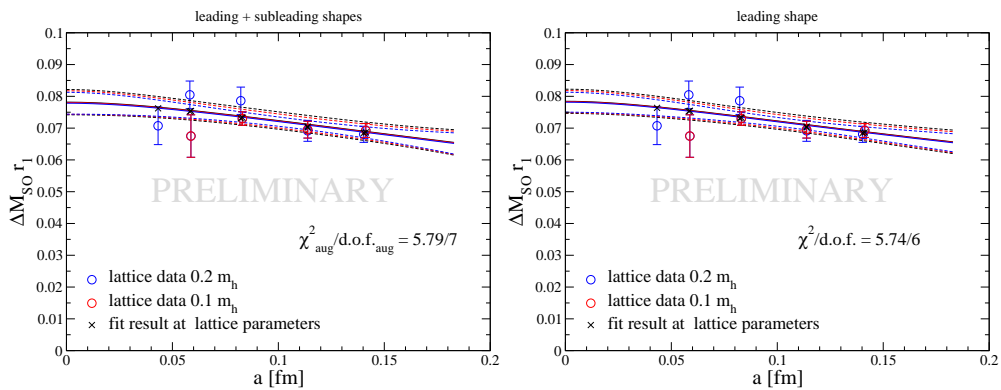 leading + subleading shapes
0.1
0.09
0.08
0.07
0.06
0.05
0.04
0.03
0.02
0.01
0
ΔM_SO r_1
PRELIMINARY
χ²_aug/d.o.f._aug = 5.79/7
lattice data 0.2 m_h
lattice data 0.1 m_h
fit result at lattice parameters
0 0.05 0.1 0.15 0.2
a [fm]
leading shape
0.1
0.09
0.08
0.07
0.06
0.05
0.04
0.03
0.02
0.01
0
ΔM_SO r_1
PRELIMINARY
χ²/d.o.f. = 5.74/6
lattice data 0.2 m_h
lattice data 0.1 m_h
fit result at lattice parameters
0 0.05 0.1 0.15 0.2
a [fm]